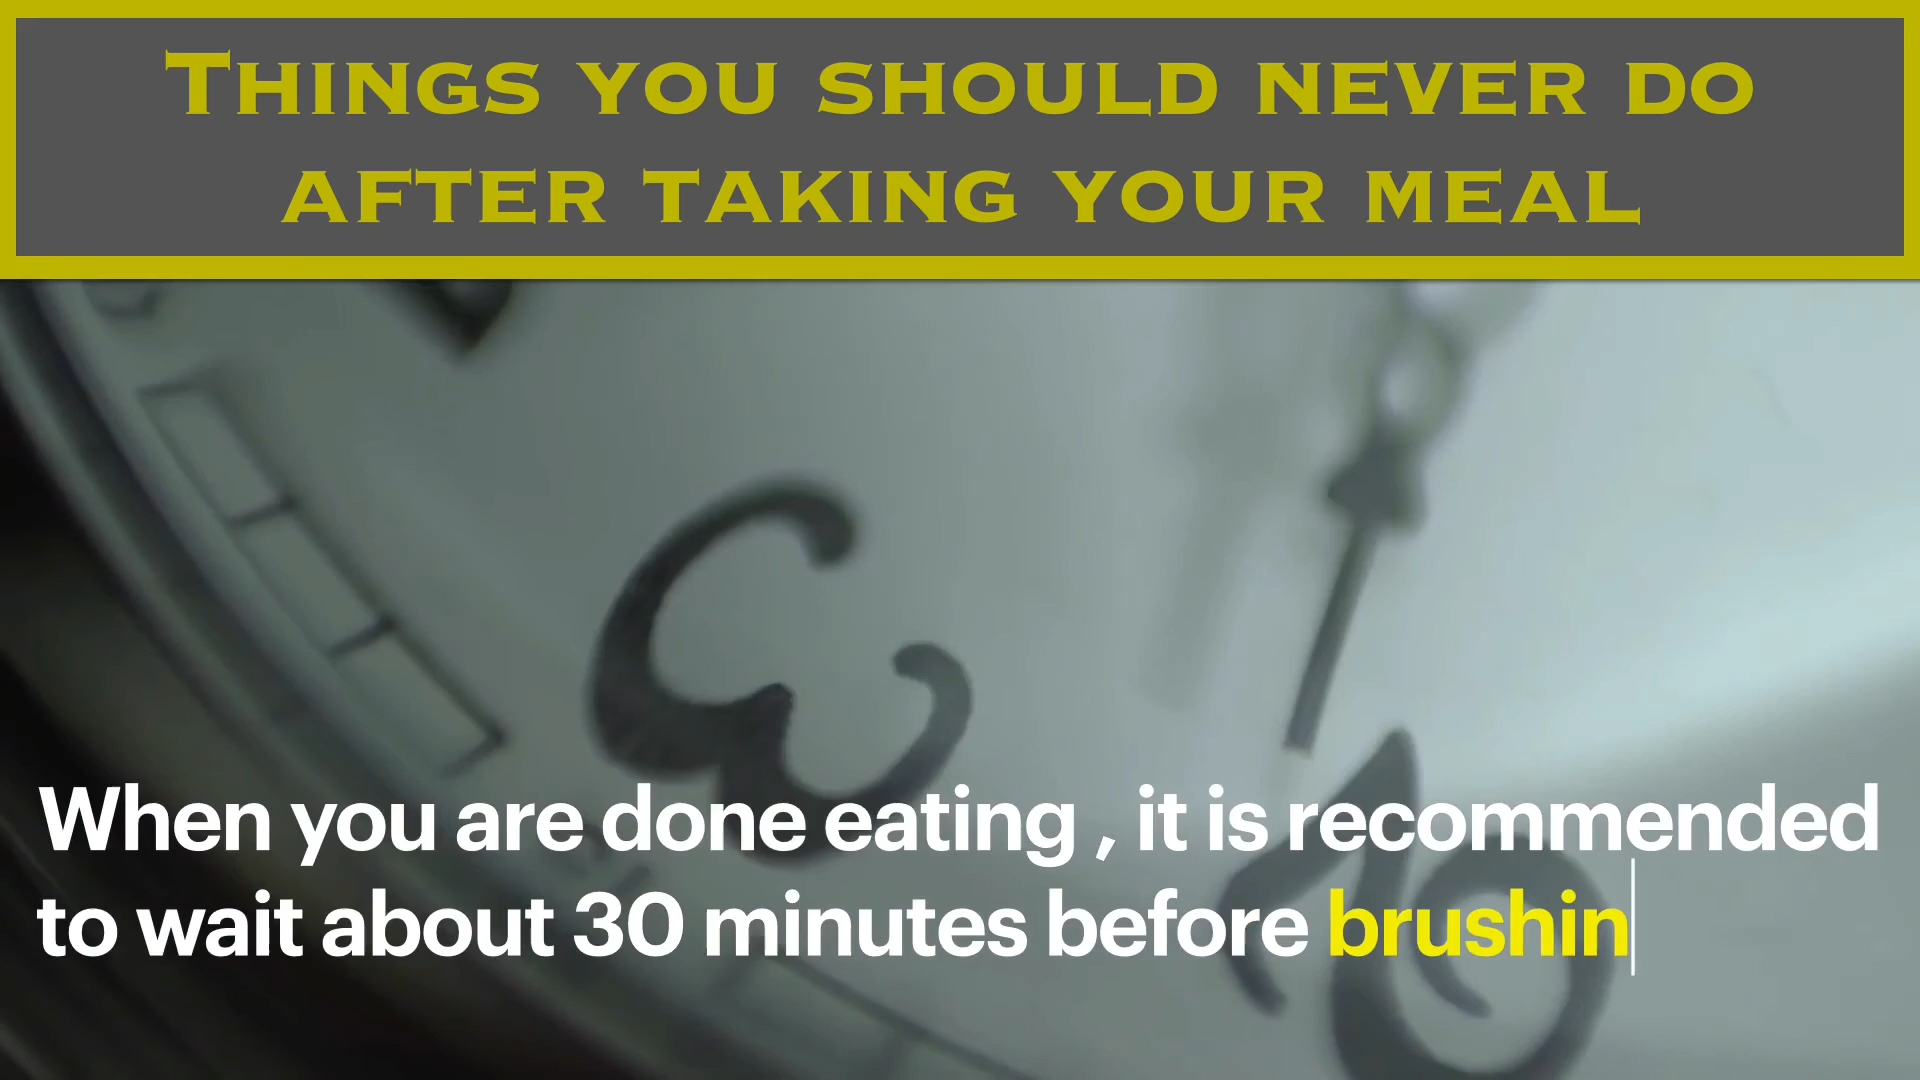 Things you should never do
after taking your meal
When you are done eating , it is recommended
to wait about 30 minutes before brushin